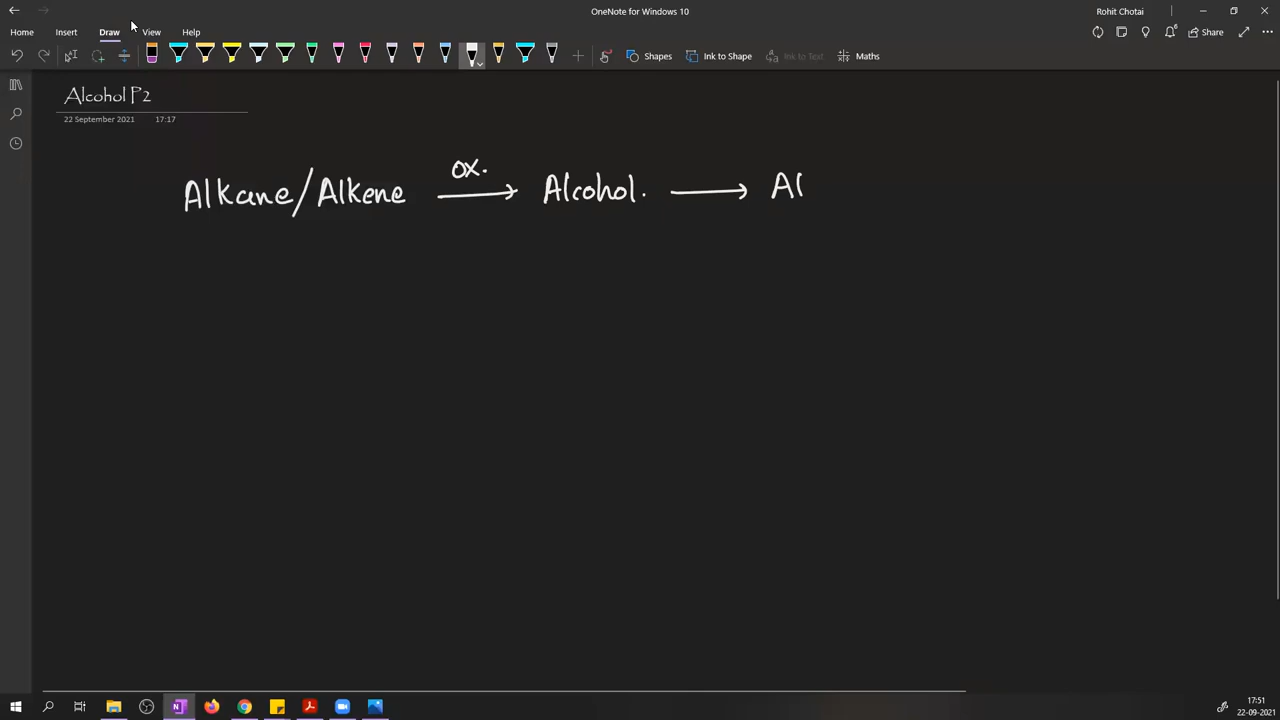 OneNote for Windows 10
Rohit Chotai
Home Insert Draw View Help
Share
Shapes Ink to Shape Ink to Text Maths
Alcohol P2
22 September 2021 17:17
ox.
Alkane/Alkene → Alcohol. → Al
17:51
22-09-2021